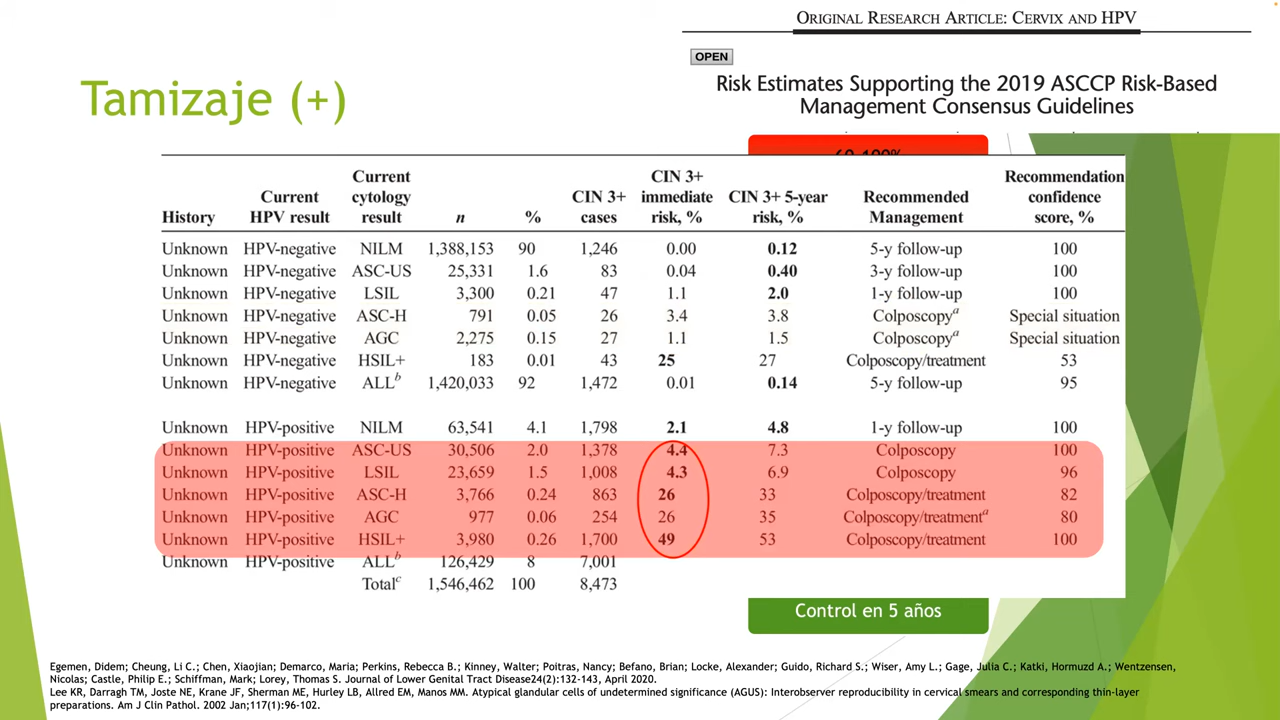 ORIGINAL RESEARCH ARTICLE: CERVIX AND HPV
OPEN
Risk Estimates Supporting the 2019 ASCCP Risk-Based
Management Consensus Guidelines
Tamizaje (+)
History Current HPV result Current cytology result n % CIN 3+ cases CIN 3+ immediate risk, % CIN 3+ 5-year risk, % Recommended Management Recommendation confidence score, %
Unknown HPV-negative NILM 1,388,153 90 1,246 0.00 0.12 5-y follow-up 100
Unknown HPV-negative ASC-US 25,331 1.6 83 0.04 0.40 3-y follow-up 100
Unknown HPV-negative LSIL 3,300 0.21 47 1.1 2.0 1-y follow-up 100
Unknown HPV-negative ASC-H 791 0.05 26 3.4 3.8 Colposcopya Special situation
Unknown HPV-negative AGC 2,275 0.15 27 1.1 1.5 Colposcopya Special situation
Unknown HPV-negative HSIL+ 183 0.01 43 25 27 Colposcopy/treatment 53
Unknown HPV-negative ALLb 1,420,033 92 1,472 0.01 0.14 5-y follow-up 95
Unknown HPV-positive NILM 63,541 4.1 1,798 2.1 4.8 1-y follow-up 100
Unknown HPV-positive ASC-US 30,506 2.0 1,378 4.4 7.3 Colposcopy 100
Unknown HPV-positive LSIL 23,659 1.5 1,008 4.3 6.9 Colposcopy 96
Unknown HPV-positive ASC-H 3,766 0.24 863 26 33 Colposcopy/treatment 82
Unknown HPV-positive AGC 977 0.06 254 26 35 Colposcopy/treatmenta 80
Unknown HPV-positive HSIL+ 3,980 0.26 1,700 49 53 Colposcopy/treatment 100
Unknown HPV-positive ALLb 126,429 8 7,001
Totalc 1,546,462 100 8,473
Control en 5 años
Egemen, Didem; Cheung, Li C.; Chen, Xiaojian; Demarco, Maria; Perkins, Rebecca B.; Kinney, Walter; Poitras, Nancy; Befano, Brian; Locke, Alexander; Guido, Richard S.; Wiser, Amy L.; Gage, Julia C.; Katki, Hormuzd A.; Wentzensen,
Nicolas; Castle, Philip E.; Schiffman, Mark; Lorey, Thomas S. Journal of Lower Genital Tract Disease24(2):132-143, April 2020.
Lee KR, Darragh TM, Joste NE, Krane JF, Sherman ME, Hurley LB, Allred EM, Manos MM. Atypical glandular cells of undetermined significance (AGUS): Interobserver reproducibility in cervical smears and corresponding thin-layer
preparations. Am J Clin Pathol. 2002 Jan;117(1):96-102.